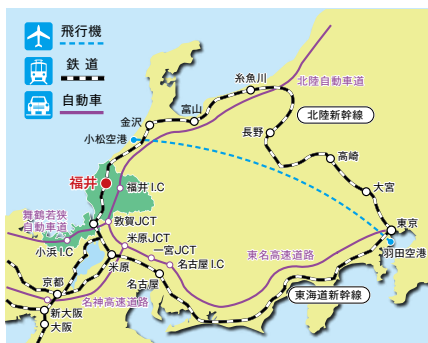 飛行機
鉄道
自動車
糸魚川
北陸自動車道
富山
金沢
小松空港
北陸新幹線
長野
高崎
福井
福井I.C
大宮
舞鶴若狭
自動車道
敦賀JCT
東京
米原JCT
小浜I.C
一宮JCT
東名高速道路
羽田空港
米原
名古屋I.C
京都
名古屋
名神高速道路
東海道新幹線
新大阪
大阪